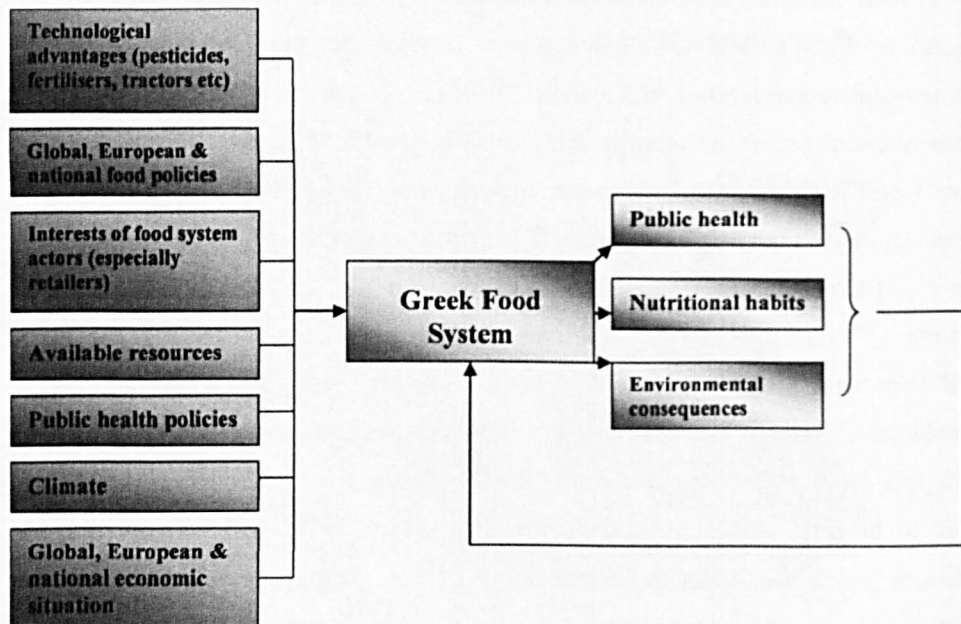 Technological
advantages (pesticides,
fertilisers, tractors etc)
Global, European &
national food policies
Interests of food system
actors (especially
retailers)
Available resources
Public health policies
Climate
Global, European &
national economic
situation
Greek Food
System
Public health
Nutritional habits
Environmental
consequences